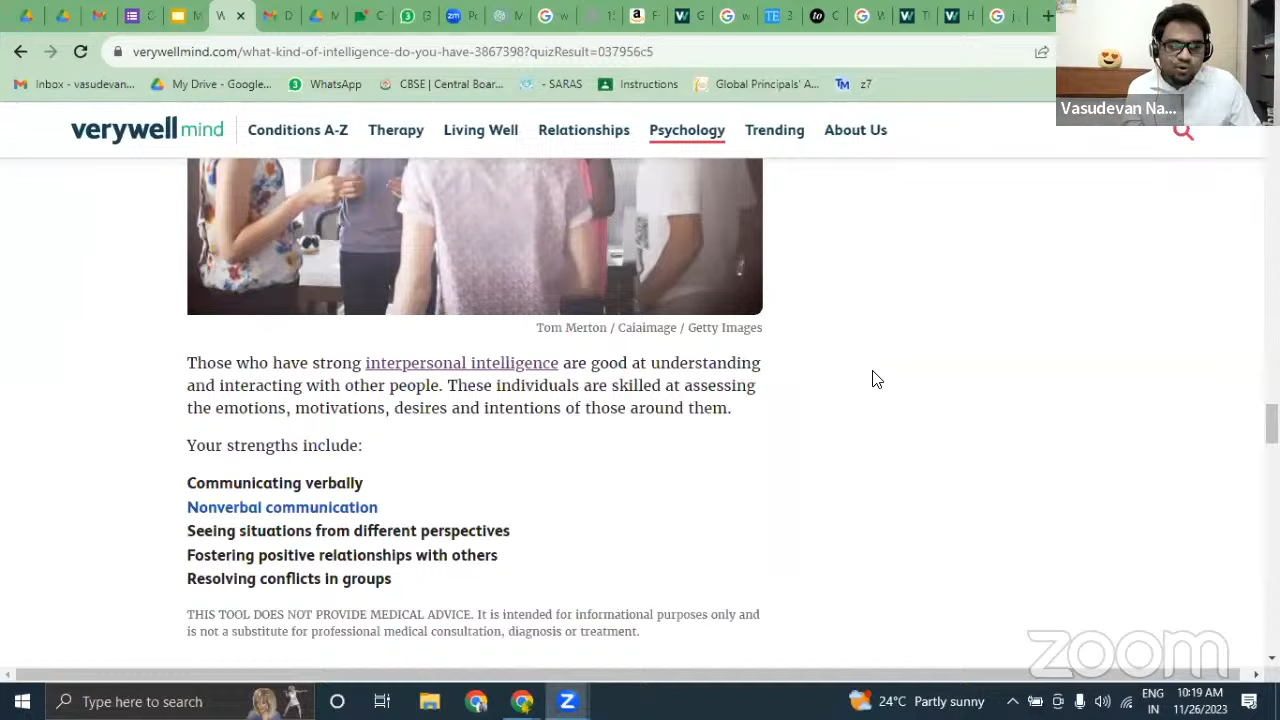 verywellmind.com/what-kind-of-intelligence-do-you-have-3867398?quizResult=037956c5
Inbox - vasudevan... My Drive - Google... WhatsApp CBSE | Central Boar... - SARAS Instructions Global Principals' A... z7
Vasudevan Na...
verywell mind Conditions A-Z Therapy Living Well Relationships Psychology Trending About Us
Tom Merton / Caiaimage / Getty Images
Those who have strong interpersonal intelligence are good at understanding
and interacting with other people. These individuals are skilled at assessing
the emotions, motivations, desires and intentions of those around them.
Your strengths include:
Communicating verbally
Nonverbal communication
Seeing situations from different perspectives
Fostering positive relationships with others
Resolving conflicts in groups
THIS TOOL DOES NOT PROVIDE MEDICAL ADVICE. It is intended for informational purposes only and
is not a substitute for professional medical consultation, diagnosis or treatment.
zoom
Type here to search
24°C Partly sunny
ENG
IN
10:19 AM
11/26/2023